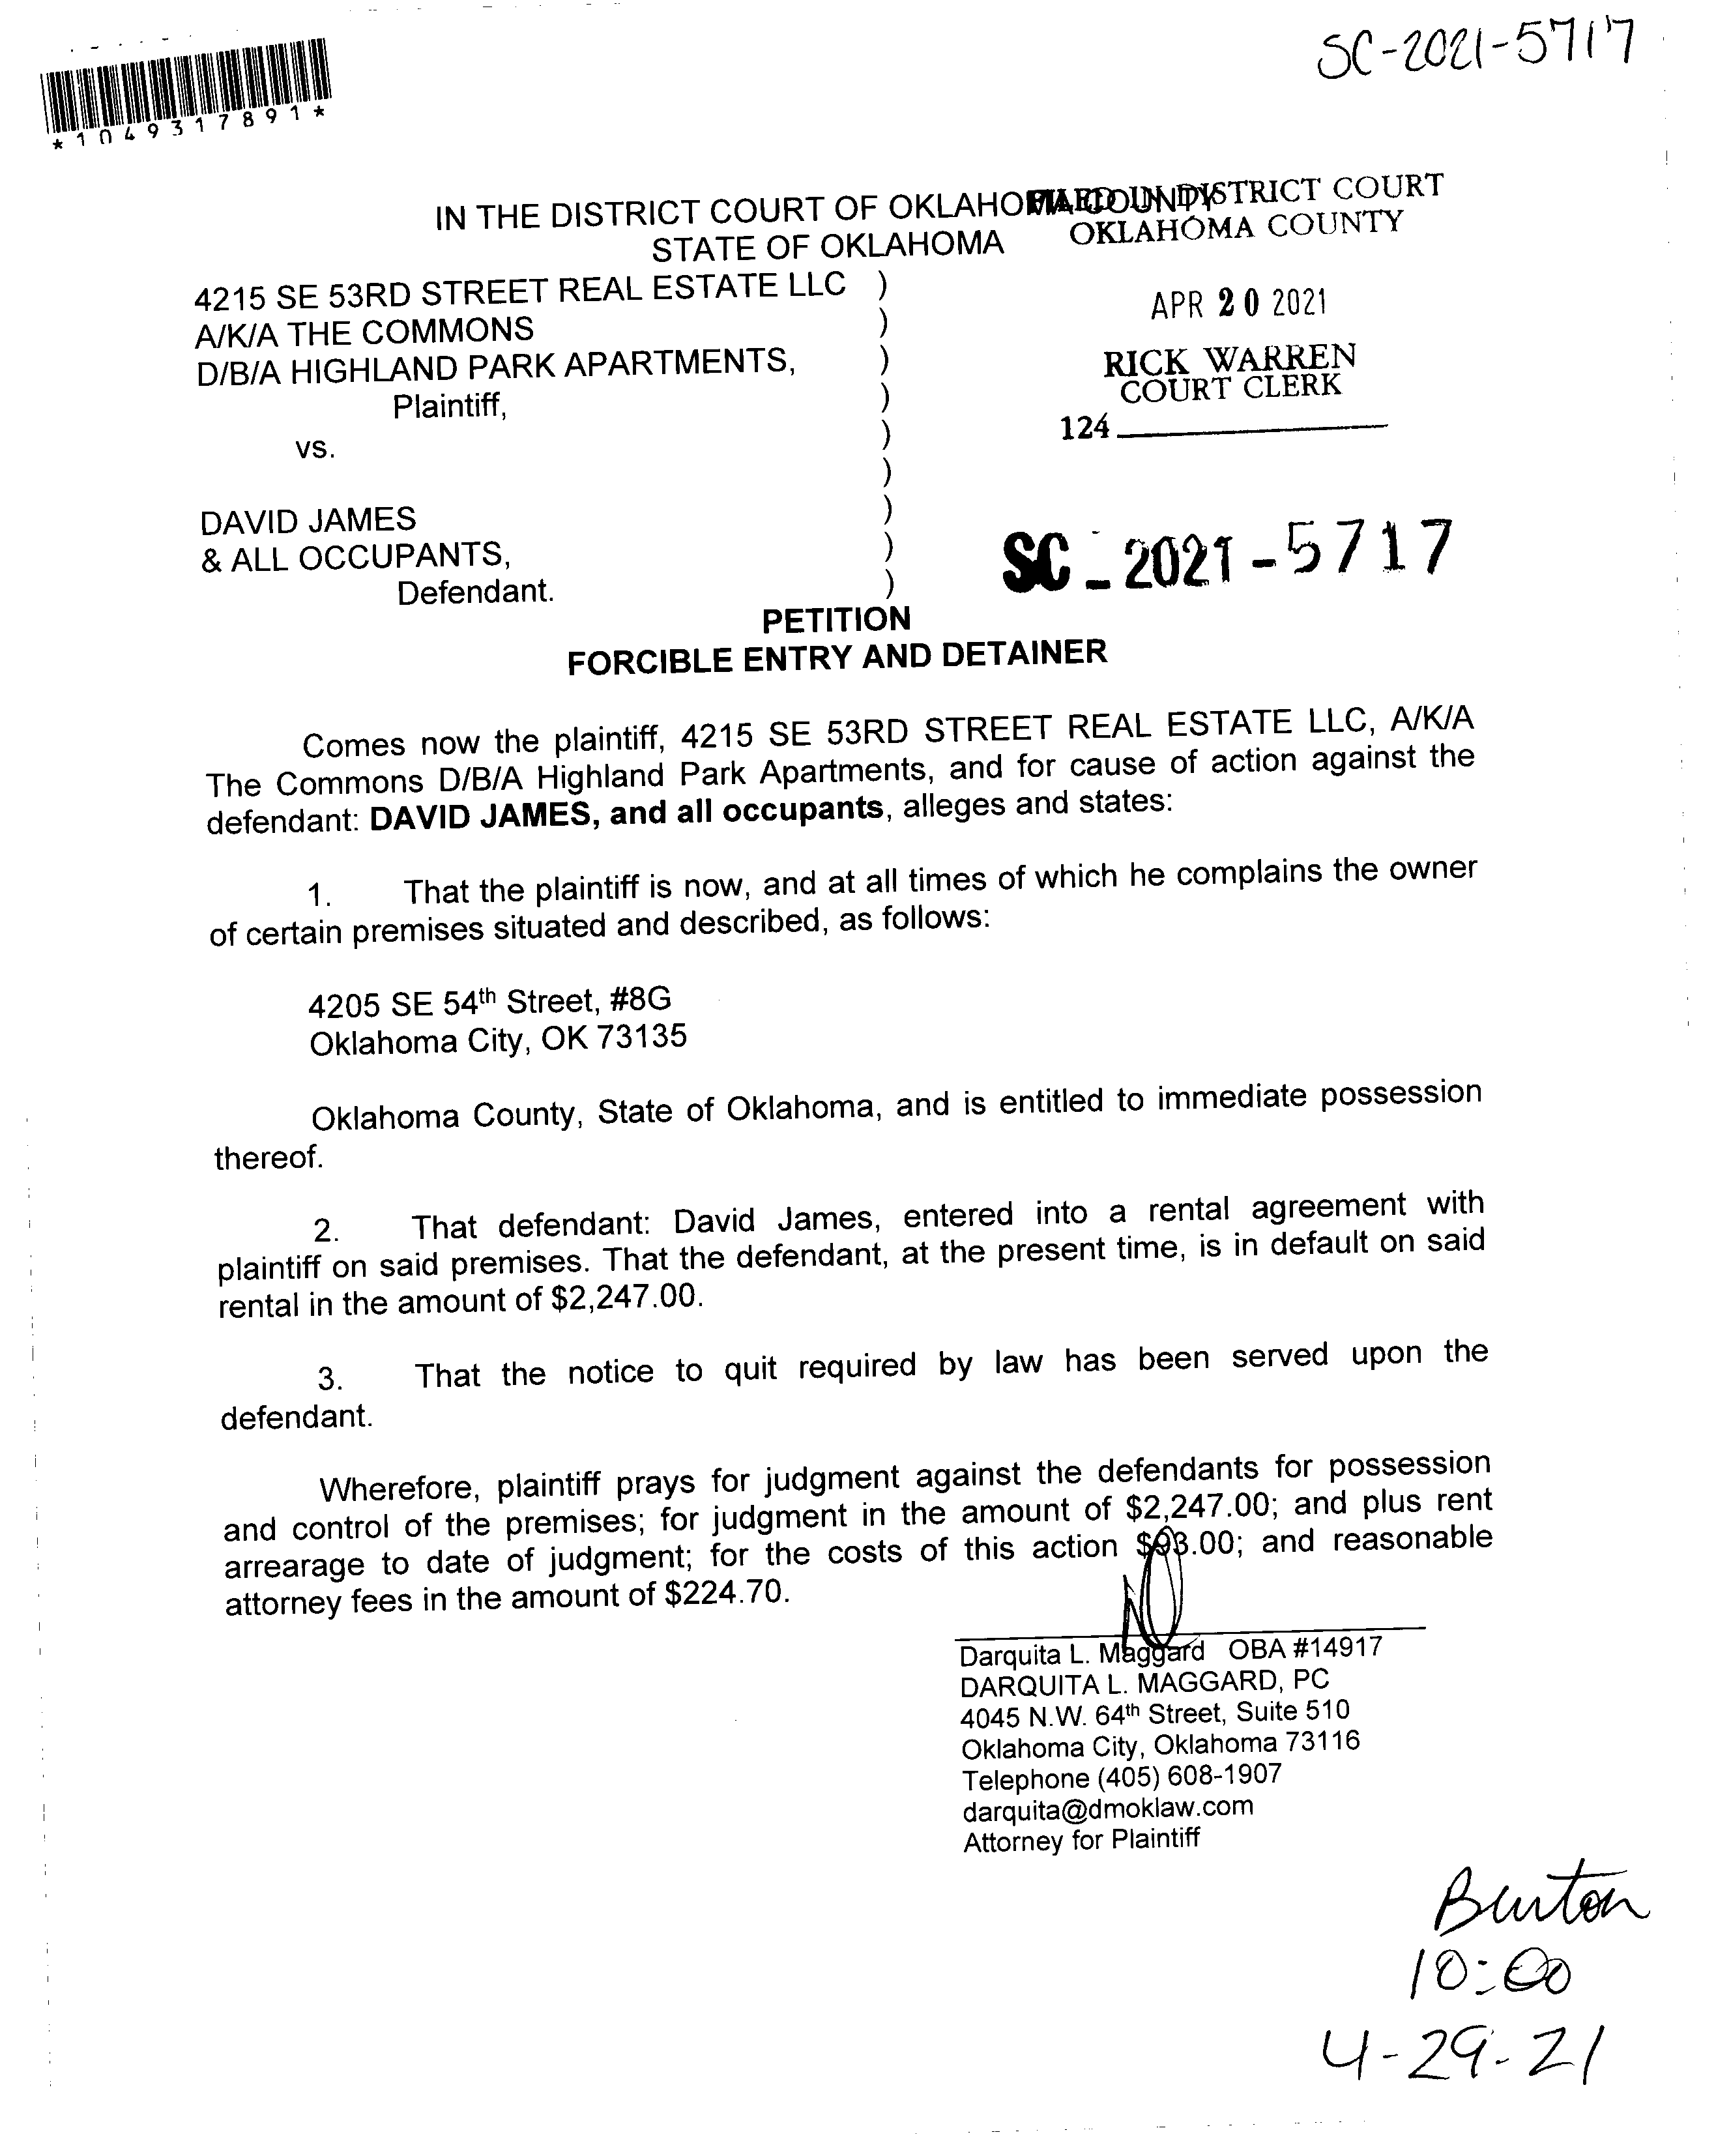 SC-2021-5717
*1049317891*
IN THE DISTRICT COURT OF OKLAHOMA COUNTY
STATE OF OKLAHOMA
FILED IN DISTRICT COURT
OKLAHOMA COUNTY
APR 20 2021
RICK WARREN
COURT CLERK
124
4215 SE 53RD STREET REAL ESTATE LLC )
A/K/A THE COMMONS )
D/B/A HIGHLAND PARK APARTMENTS, )
Plaintiff, )
vs. )
)
DAVID JAMES )
& ALL OCCUPANTS, )
Defendant. )
SC - 2021 - 5717
PETITION
FORCIBLE ENTRY AND DETAINER
Comes now the plaintiff, 4215 SE 53RD STREET REAL ESTATE LLC, A/K/A
The Commons D/B/A Highland Park Apartments, and for cause of action against the
defendant: DAVID JAMES, and all occupants, alleges and states:
1. That the plaintiff is now, and at all times of which he complains the owner
of certain premises situated and described, as follows:
4205 SE 54th Street, #8G
Oklahoma City, OK 73135
Oklahoma County, State of Oklahoma, and is entitled to immediate possession
thereof.
2. That defendant: David James, entered into a rental agreement with
plaintiff on said premises. That the defendant, at the present time, is in default on said
rental in the amount of $2,247.00.
3. That the notice to quit required by law has been served upon the
defendant.
Wherefore, plaintiff prays for judgment against the defendants for possession
and control of the premises; for judgment in the amount of $2,247.00; and plus rent
arrearage to date of judgment; for the costs of this action $93.00; and reasonable
attorney fees in the amount of $224.70.
Darquita L. Maggard OBA #14917
DARQUITA L. MAGGARD, PC
4045 N.W. 64th Street, Suite 510
Oklahoma City, Oklahoma 73116
Telephone (405) 608-1907
darquita@dmoklaw.com
Attorney for Plaintiff
Burton
10:00
4-29-21